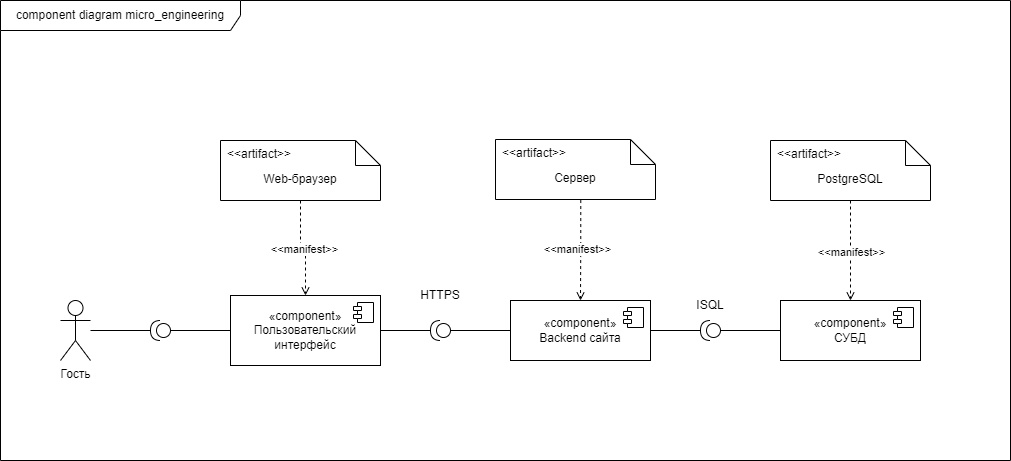 component diagram micro_engineering
<<artifact>>
Web-браузер
<<artifact>>
Сервер
<<artifact>>
PostgreSQL
<<manifest>>
<<manifest>>
<<manifest>>
HTTPS
ISQL
«component»
Пользовательский
интерфейс
«component»
Backend сайта
«component»
СУБД
Гость